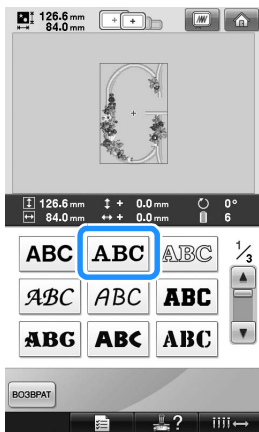 126.6 mm
84.0 mm
126.6 mm + 0.0 mm 0°
84.0 mm + 0.0 mm 6
ABC ABC ABC 1/3
ABC ABC ABC
ABC ABC ABC
ВОЗВРАТ
?